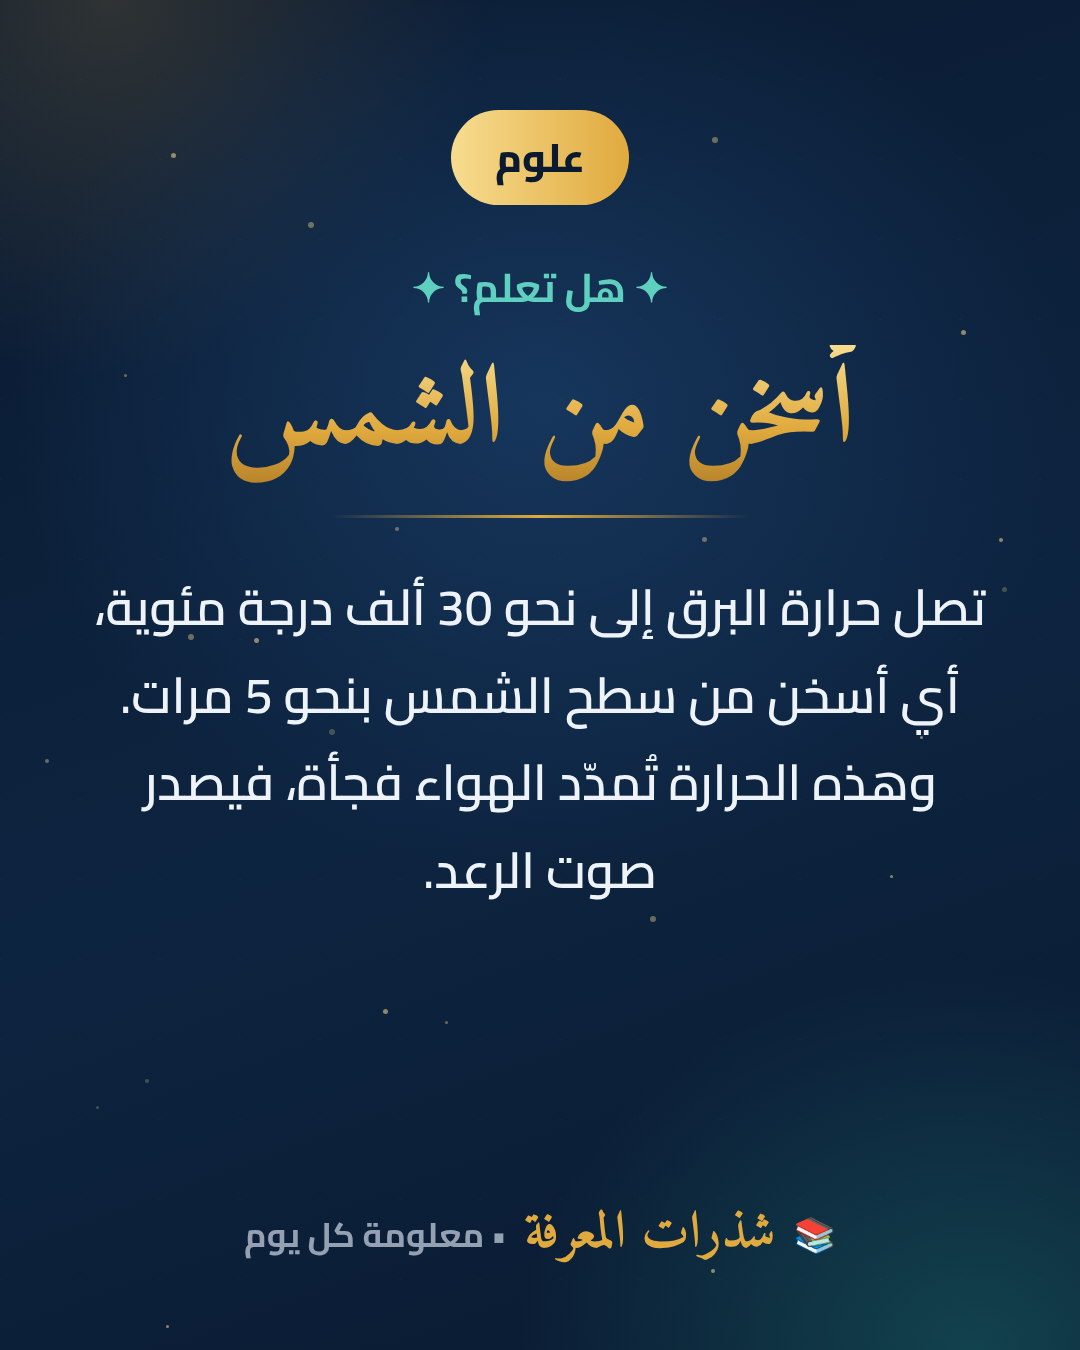 علوم
✦ هل تعلم؟ ✦
أسخن من الشمس
تصل حرارة البرق إلى نحو 30 ألف درجة مئوية،
أي أسخن من سطح الشمس بنحو 5 مرات.
وهذه الحرارة تُمدّد الهواء فجأة، فيصدر
صوت الرعد.
📚 شذرات المعرفة ▪ معلومة كل يوم